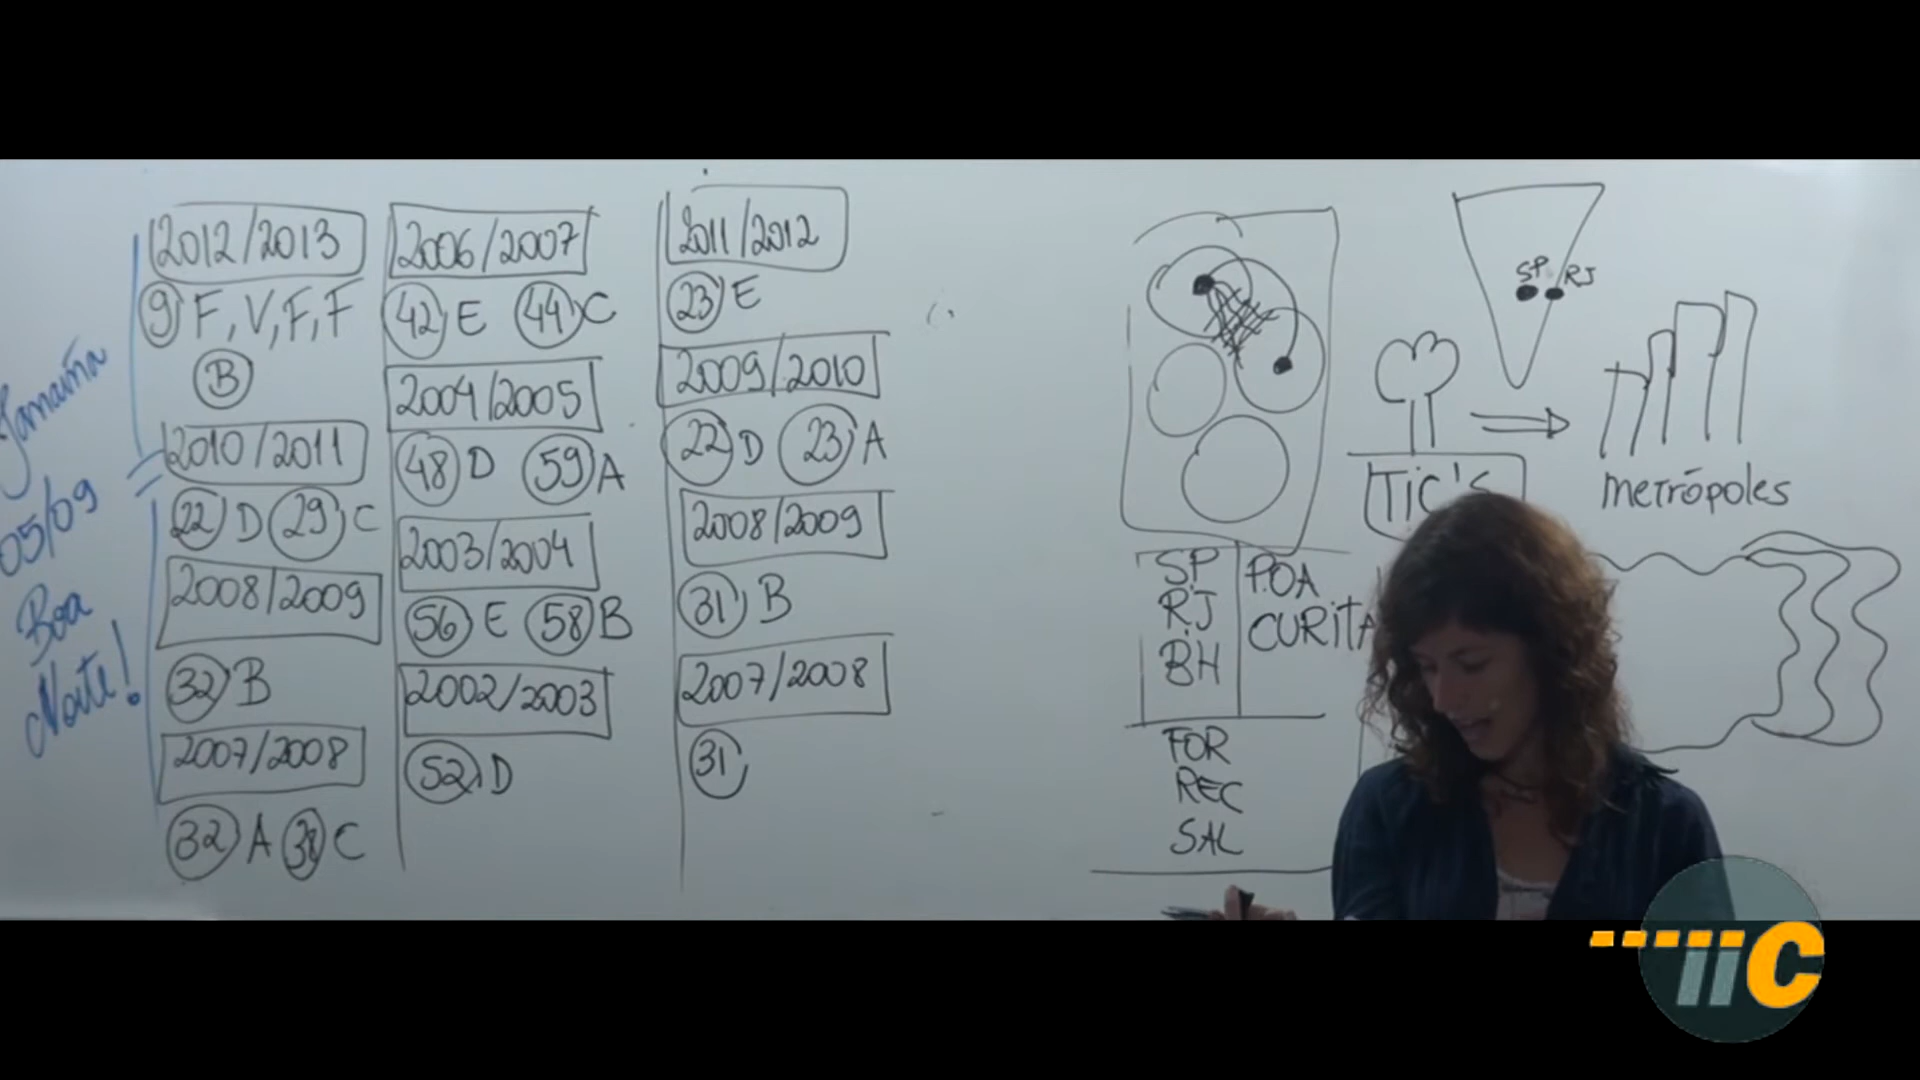 Janaína
05/09
Boa
Noite!
2012/2013
9 F, V, F, F
B
2010/2011
22 D 29 C
2008/2009
32 B
2007/2008
32 A 38 C
2006/2007
42 E 44 C
2004/2005
48 D 59 A
2003/2004
56 E 58 B
2002/2003
52 D
2011/2012
23 E
2009/2010
22 D 23 A
2008/2009
31 B
2007/2008
31
SP RJ
TiC's
metrópoles
SP
RJ
BH
POA
CURITA
FOR
REC
SAL
iiC